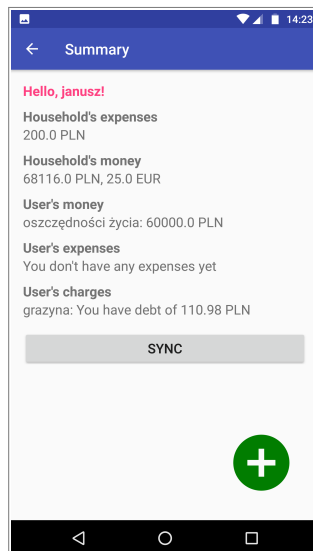 14:23
Summary
Hello, janusz!
Household's expenses
200.0 PLN
Household's money
68116.0 PLN, 25.0 EUR
User's money
oszczędności życia: 60000.0 PLN
User's expenses
You don't have any expenses yet
User's charges
grazyna: You have debt of 110.98 PLN
SYNC